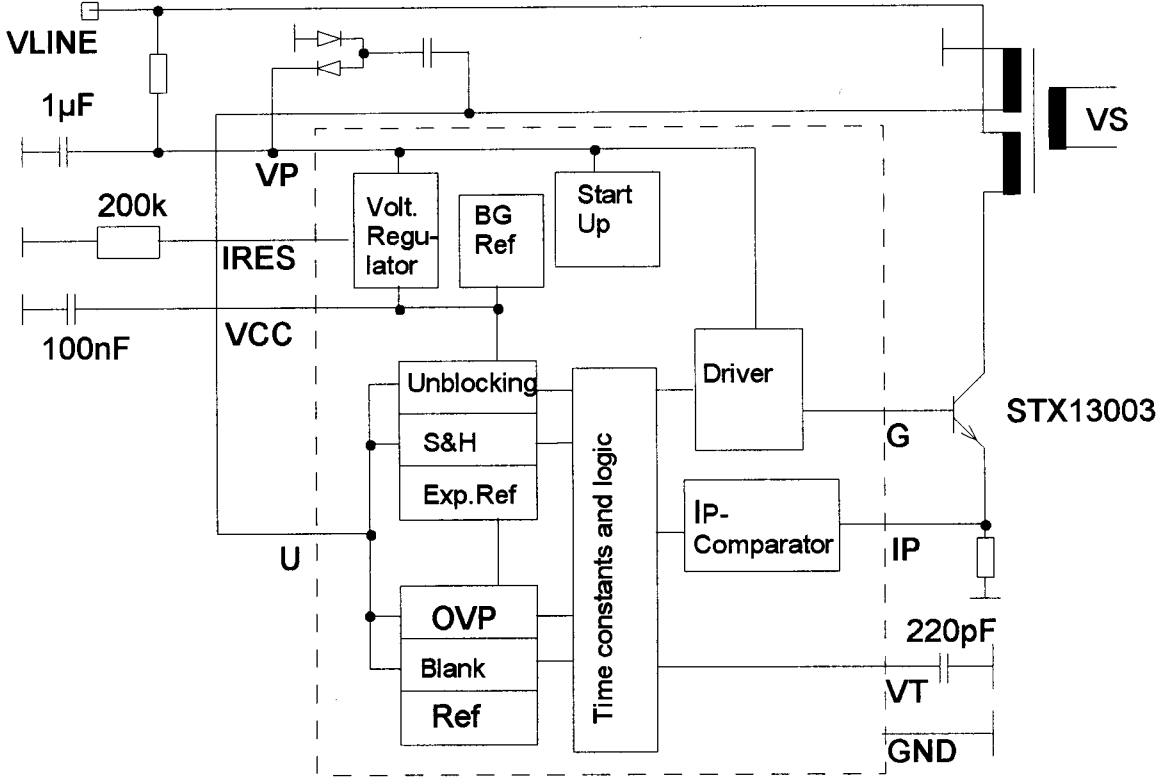 VLINE
1µF
VS
VP
200k
Volt.
Regu-
lator
BG
Ref
Start
Up
IRES
VCC
100nF
Unblocking
S&H
Exp.Ref
Time constants and logic
Driver
G
STX13003
IP-
Comparator
IP
U
OVP
Blank
Ref
220pF
VT
GND